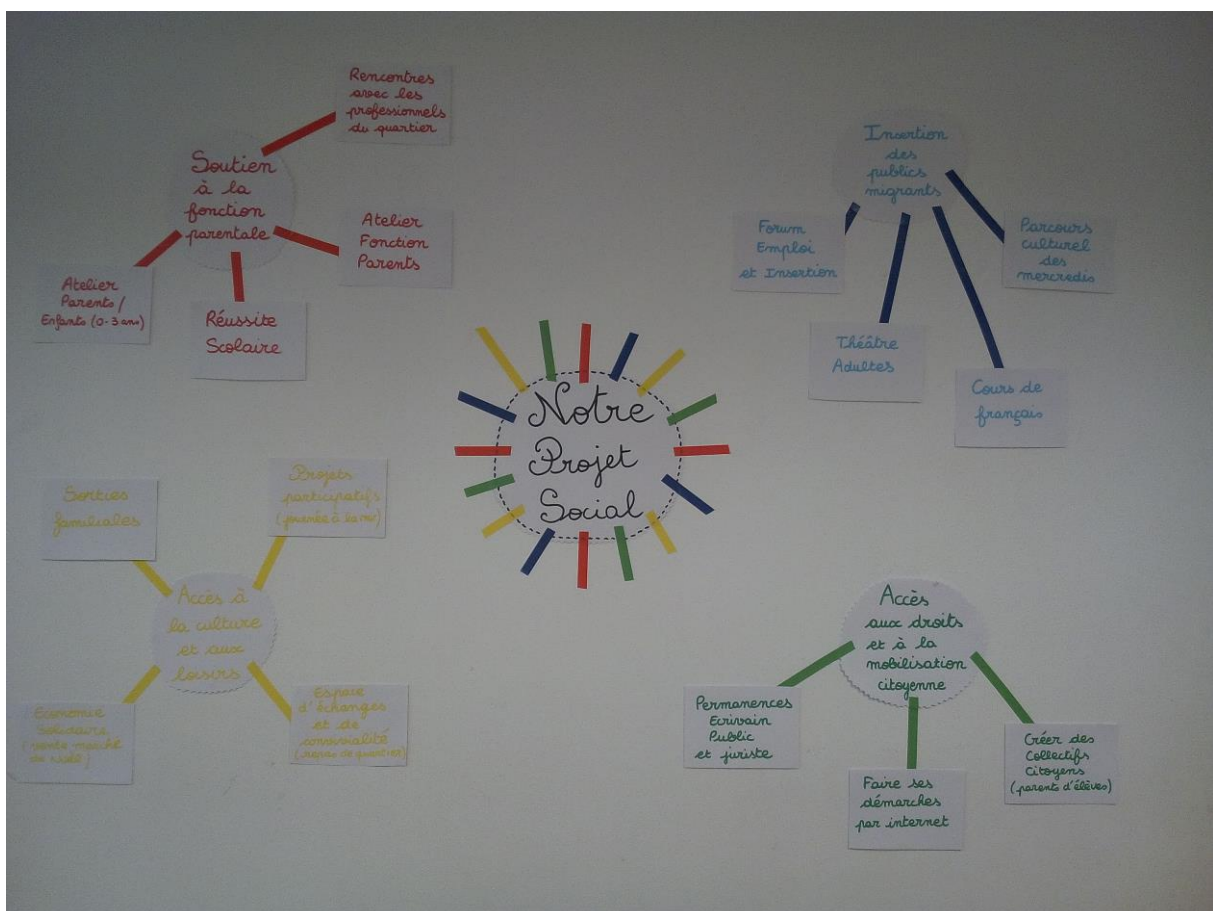 Rencontres
avec les
professionnels
du quartier
Soutien
à la
fonction
parentale
Atelier
Fonction
Parents
Atelier
Parents /
Enfants (0-3 ans)
Réussite
Scolaire
Insertion
des
publics
migrants
Forum
Emploi
et Insertion
Parcours
culturel
des
mercredis
Théâtre
Adultes
Cours de
français
Notre
Projet
Social
Sorties
familiales
Projets
participatifs
(journée à la mer)
Accès à
la culture
et aux
loisirs
Economie
Solidaire
(vente marché
de Noël)
Espace
d'échanges
et de
convivialité
(repas de quartier)
Accès
aux droits
et à la
mobilisation
citoyenne
Permanences
Ecrivain
Public
et juriste
Faire ses
démarches
par internet
Créer des
Collectifs
Citoyens
(parents d'élèves)